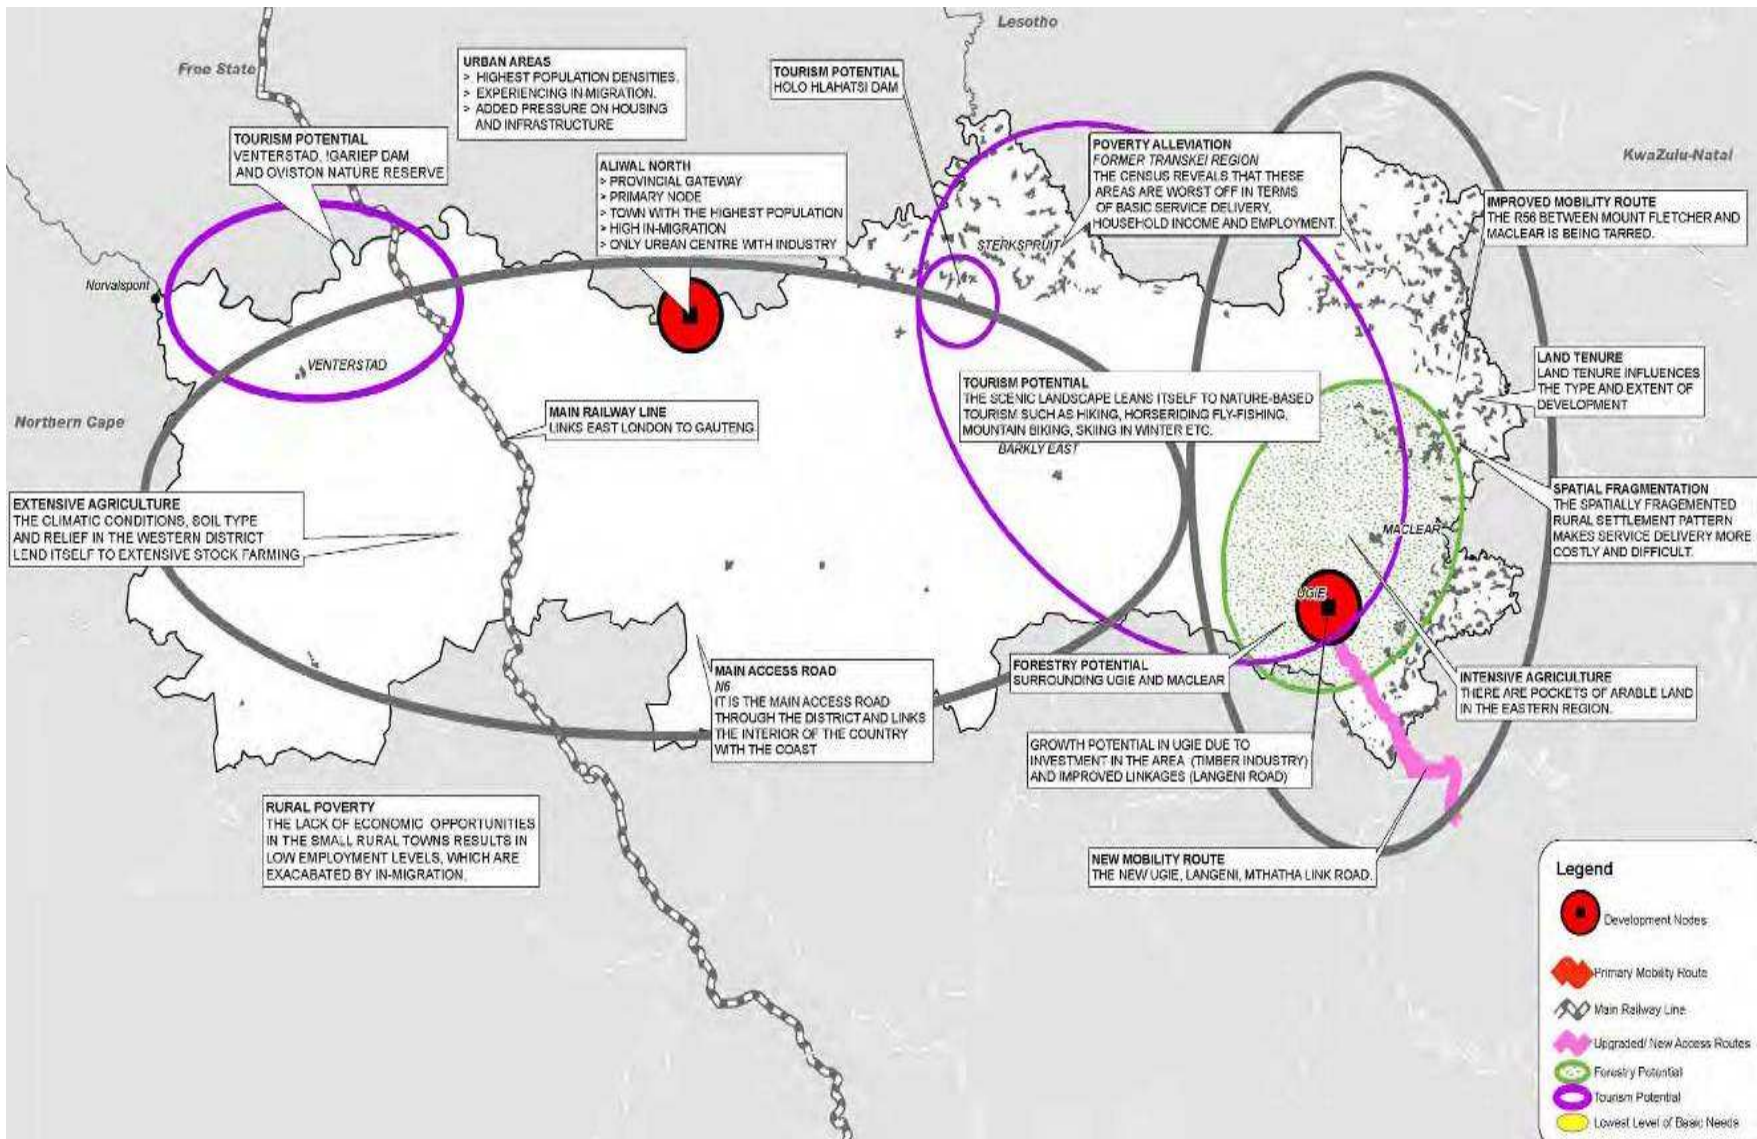 Lesotho
Free State
URBAN AREAS
> HIGHEST POPULATION DENSITIES.
> EXPERIENCING IN-MIGRATION.
> ADDED PRESSURE ON HOUSING
AND INFRASTRUCTURE
TOURISM POTENTIAL
HOLO HLAHATSI DAM
TOURISM POTENTIAL
VENTERSTAD, !GARIEP DAM
AND OVISTON NATURE RESERVE
ALIWAL NORTH
> PROVINCIAL GATEWAY
> PRIMARY NODE
> TOWN WITH THE HIGHEST POPULATION
> HIGH IN-MIGRATION
> ONLY URBAN CENTRE WITH INDUSTRY
POVERTY ALLEVIATION
FORMER TRANSKEI REGION
THE CENSUS REVEALS THAT THESE
AREAS ARE WORST OFF IN TERMS
OF BASIC SERVICE DELIVERY,
HOUSEHOLD INCOME AND EMPLOYMENT.
KwaZulu-Natal
IMPROVED MOBILITY ROUTE
THE R56 BETWEEN MOUNT FLETCHER AND
MACLEAR IS BEING TARRED.
STERKSPRUIT
Norvalspont
VENTERSTAD
LAND TENURE
LAND TENURE INFLUENCES
THE TYPE AND EXTENT OF
DEVELOPMENT
TOURISM POTENTIAL
THE SCENIC LANDSCAPE LEANS ITSELF TO NATURE-BASED
TOURISM SUCH AS HIKING, HORSERIDING FLY-FISHING,
MOUNTAIN BIKING, SKIING IN WINTER ETC.
BARKLY EAST
MAIN RAILWAY LINE
LINKS EAST LONDON TO GAUTENG
Northern Cape
EXTENSIVE AGRICULTURE
THE CLIMATIC CONDITIONS, SOIL TYPE
AND RELIEF IN THE WESTERN DISTRICT
LEND ITSELF TO EXTENSIVE STOCK FARMING
SPATIAL FRAGMENTATION
THE SPATIALLY FRAGEMENTED
RURAL SETTLEMENT PATTERN
MAKES SERVICE DELIVERY MORE
COSTLY AND DIFFICULT.
MACLEAR
UGIE
MAIN ACCESS ROAD
N6
IT IS THE MAIN ACCESS ROAD
THROUGH THE DISTRICT AND LINKS
THE INTERIOR OF THE COUNTRY
WITH THE COAST
FORESTRY POTENTIAL
SURROUNDING UGIE AND MACLEAR
INTENSIVE AGRICULTURE
THERE ARE POCKETS OF ARABLE LAND
IN THE EASTERN REGION.
GROWTH POTENTIAL IN UGIE DUE TO
INVESTMENT IN THE AREA (TIMBER INDUSTRY)
AND IMPROVED LINKAGES (LANGENI ROAD)
RURAL POVERTY
THE LACK OF ECONOMIC OPPORTUNITIES
IN THE SMALL RURAL TOWNS RESULTS IN
LOW EMPLOYMENT LEVELS, WHICH ARE
EXACABATED BY IN-MIGRATION.
NEW MOBILITY ROUTE
THE NEW UGIE, LANGENI, MTHATHA LINK ROAD.
Legend
Development Nodes
Primary Mobility Route
Main Railway Line
Upgraded/ New Access Routes
Forestry Potential
Tourism Potential
Lowest Level of Basic Needs